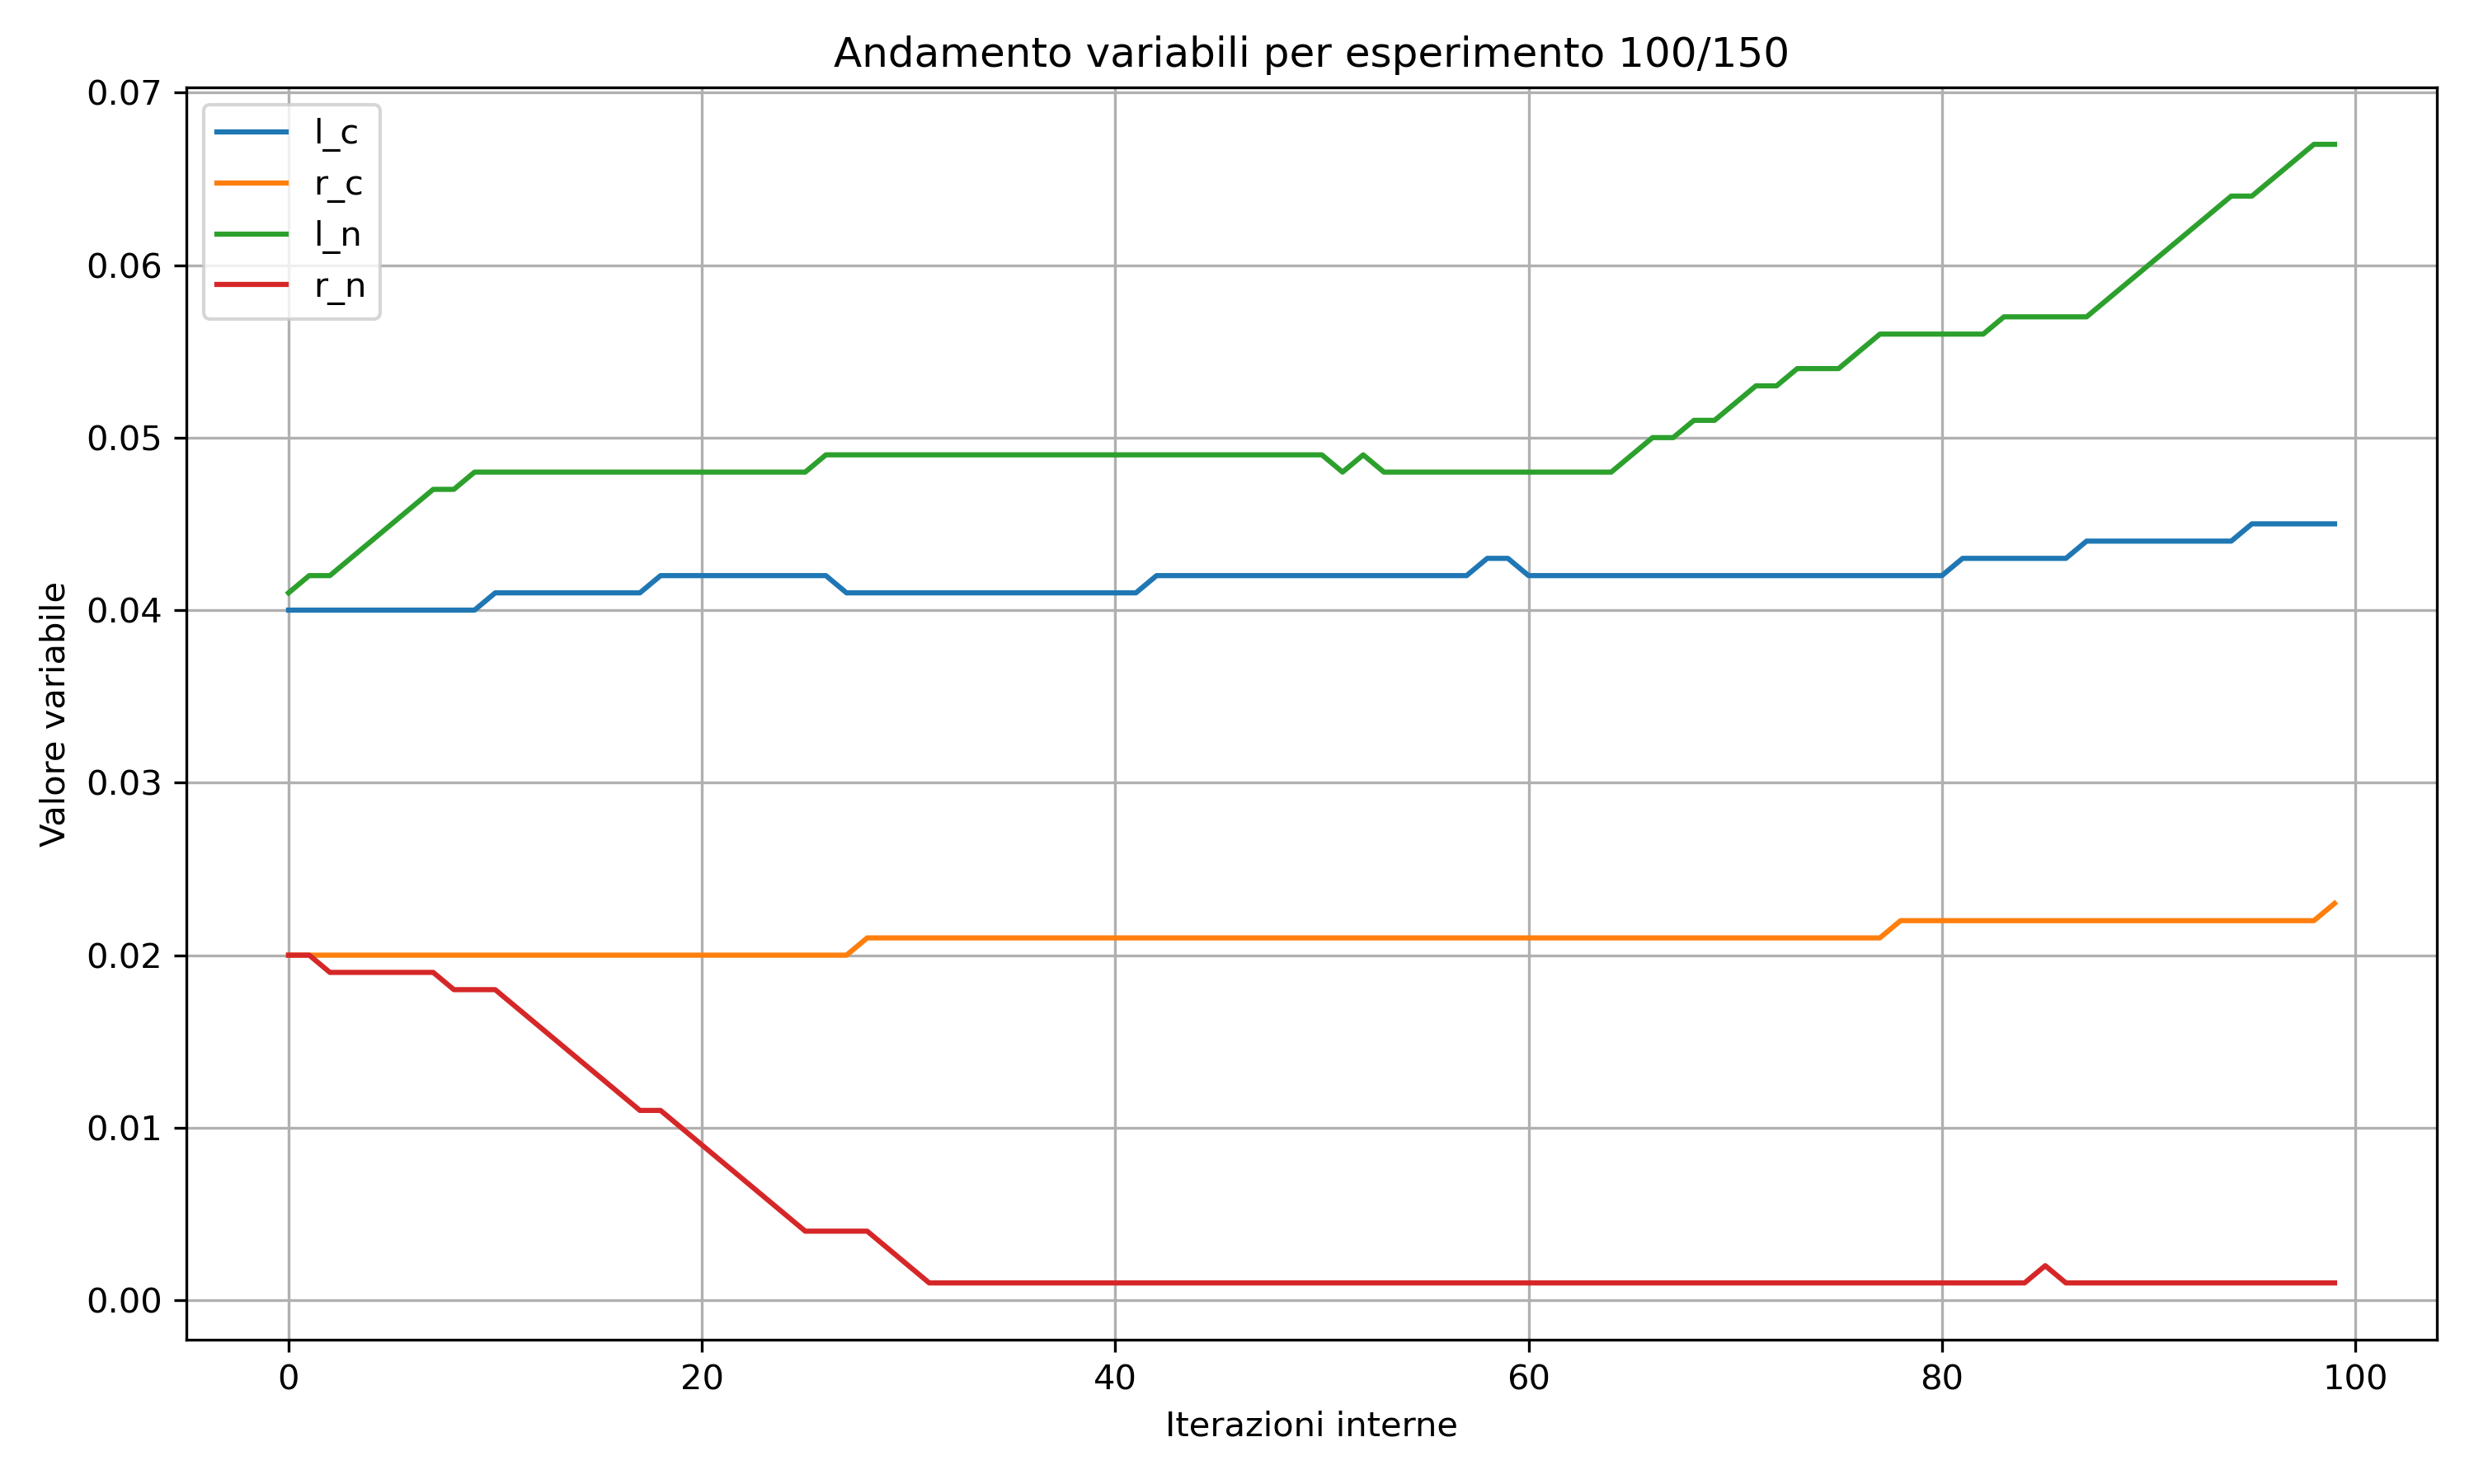 Andamento variabili per esperimento 100/150
l_c
r_c
l_n
r_n
Valore variabile
0.07
0.06
0.05
0.04
0.03
0.02
0.01
0.00
0 20 40 60 80 100
Iterazioni interne